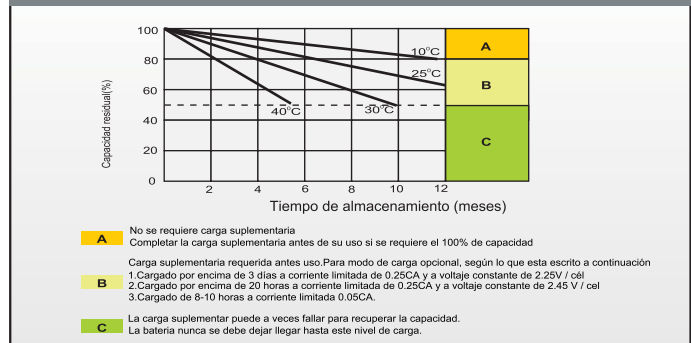 100
80
60
40
20
0
Capacidad residual(%)
10°C
25°C
30°C
40°C
A
B
C
2 4 6 8 10 12
Tiempo de almacenamiento (meses)
A
No se requiere carga suplementaria
Completar la carga suplementaria antes de su uso si se requiere el 100% de capacidad
B
Carga suplementaria requerida antes uso.Para modo de carga opcional, según lo que esta escrito a continuación
1.Cargado por encima de 3 días a corriente limitada de 0.25CA y a voltaje constante de 2.25V / cél
2.Cargado por encima de 20 horas a corriente limitada de 0.25CA y a voltaje constante de 2.45 V / cel
3.Cargado de 8-10 horas a corriente limitada 0.05CA.
C
La carga suplementar puede a veces fallar para recuperar la capacidad.
La bateria nunca se debe dejar llegar hasta este nivel de carga.